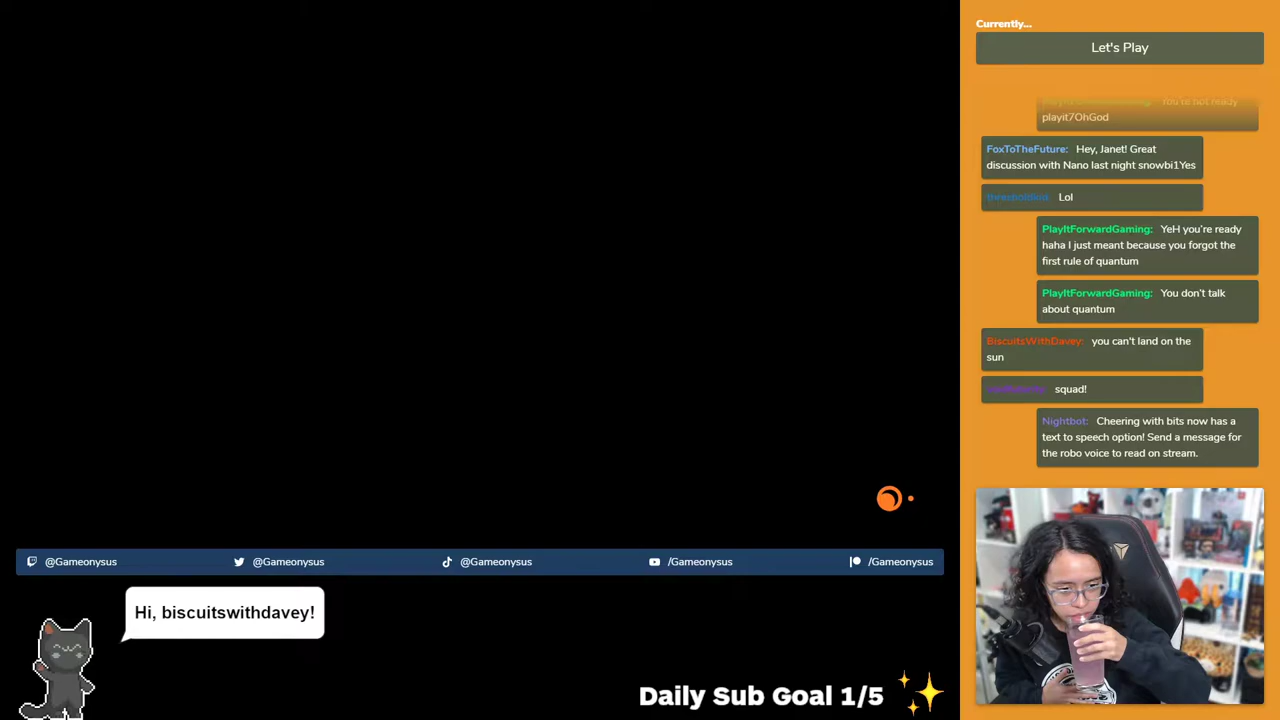 Currently...
Let's Play
You're not ready
playit7OhGod
FoxToTheFuture: Hey, Janet! Great
discussion with Nano last night snowbi1Yes
Lol
PlayItForwardGaming: YeH you're ready
haha I just meant because you forgot the
first rule of quantum
PlayItForwardGaming: You don't talk
about quantum
BiscuitsWithDavey: you can't land on the
sun
squad!
Nightbot: Cheering with bits now has a
text to speech option! Send a message for
the robo voice to read on stream.
@Gameonysus @Gameonysus @Gameonysus /Gameonysus /Gameonysus
Hi, biscuitswithdavey!
Daily Sub Goal 1/5